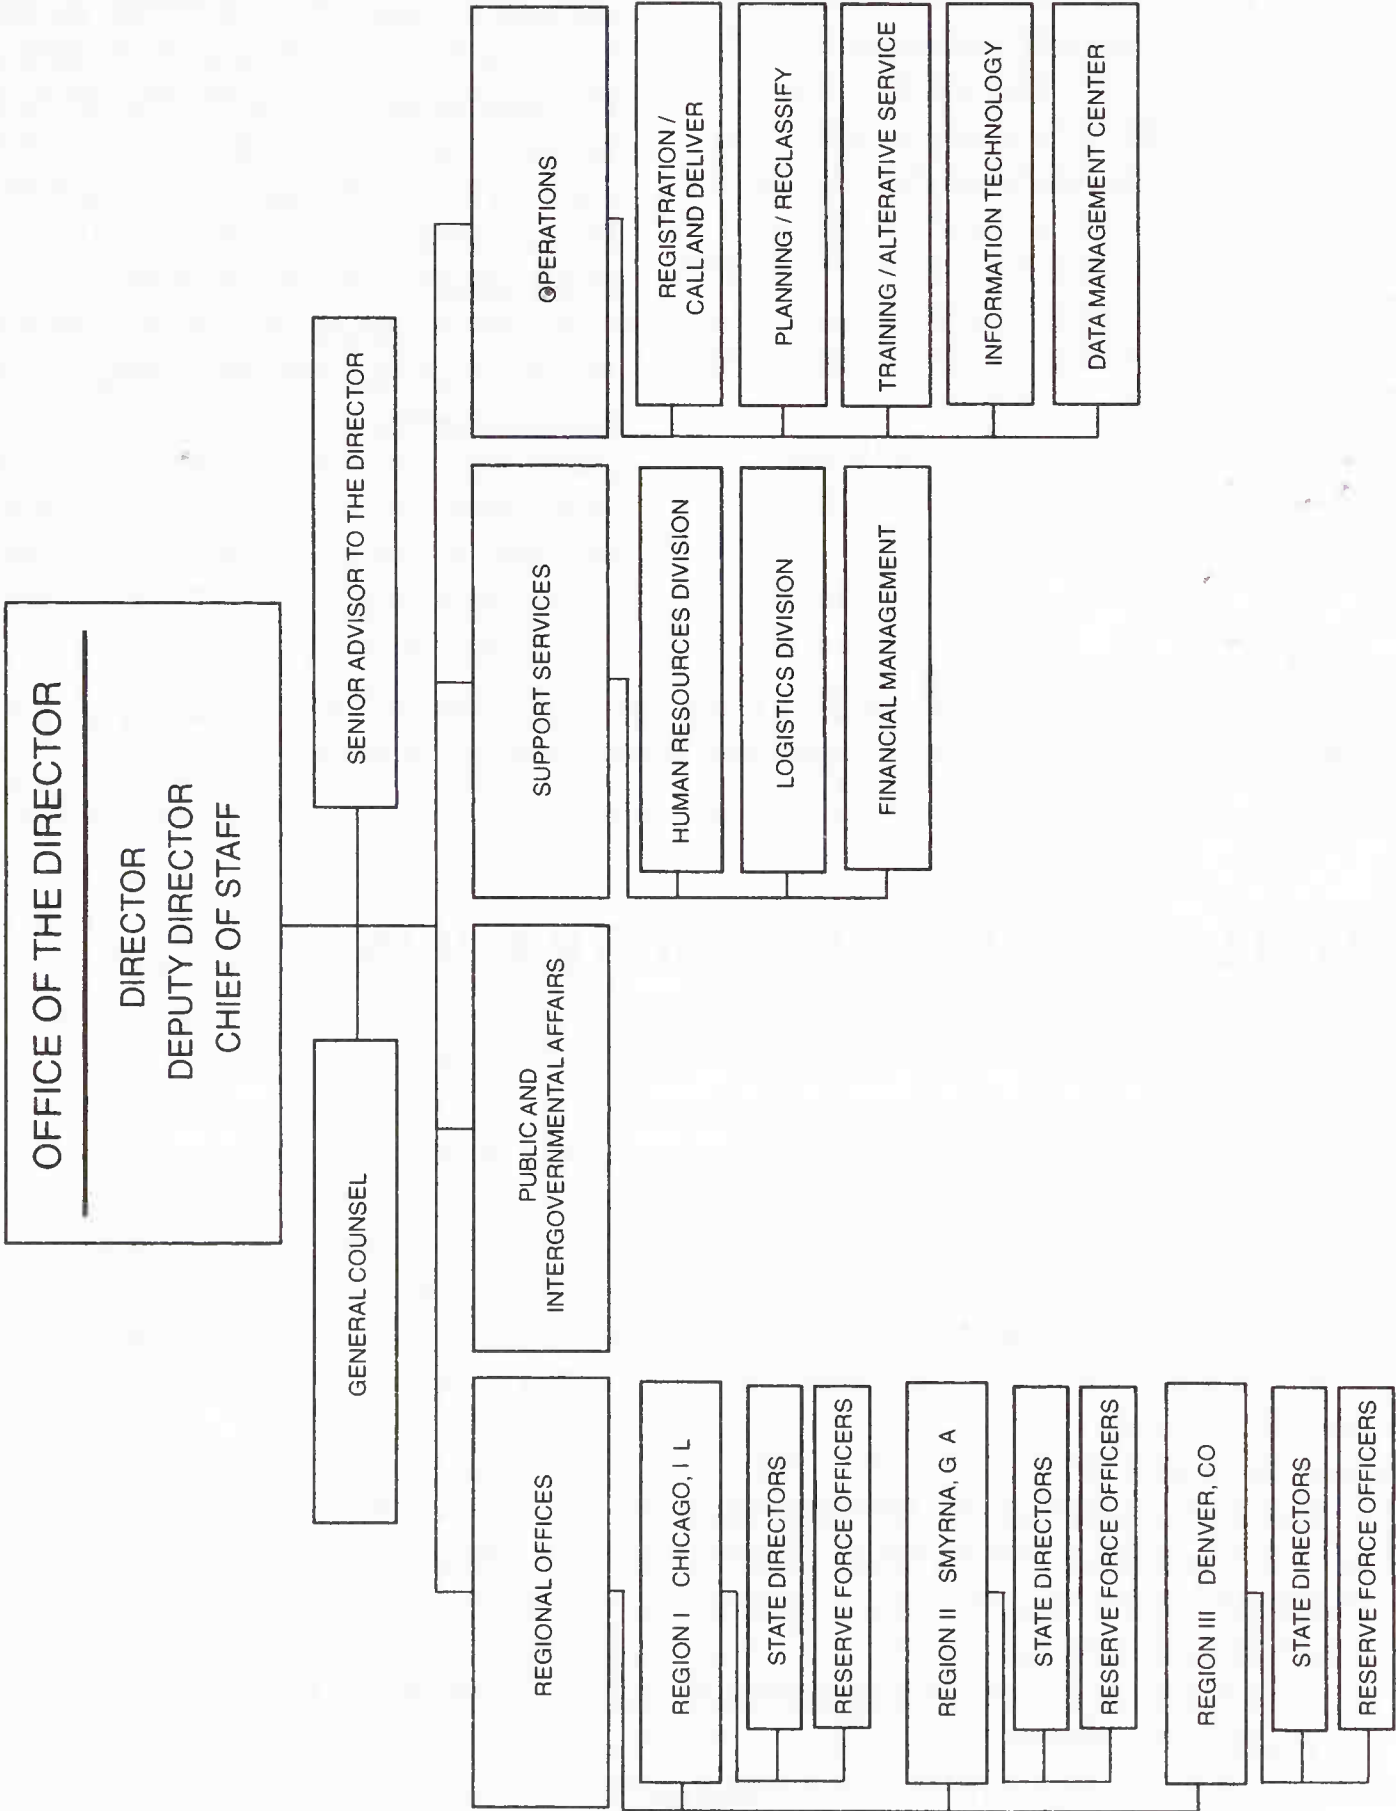 OFFICE OF THE DIRECTOR
DIRECTOR
DEPUTY DIRECTOR
CHIEF OF STAFF
GENERAL COUNSEL
SENIOR ADVISOR TO THE DIRECTOR
REGIONAL OFFICES
REGION I CHICAGO, I L
STATE DIRECTORS
RESERVE FORCE OFFICERS
REGION II SMYRNA, G A
STATE DIRECTORS
RESERVE FORCE OFFICERS
REGION III DENVER, CO
STATE DIRECTORS
RESERVE FORCE OFFICERS
PUBLIC AND
INTERGOVERNMENTAL AFFAIRS
SUPPORT SERVICES
HUMAN RESOURCES DIVISION
LOGISTICS DIVISION
FINANCIAL MANAGEMENT
OPERATIONS
REGISTRATION /
CALL AND DELIVER
PLANNING / RECLASSIFY
TRAINING / ALTERATIVE SERVICE
INFORMATION TECHNOLOGY
DATA MANAGEMENT CENTER